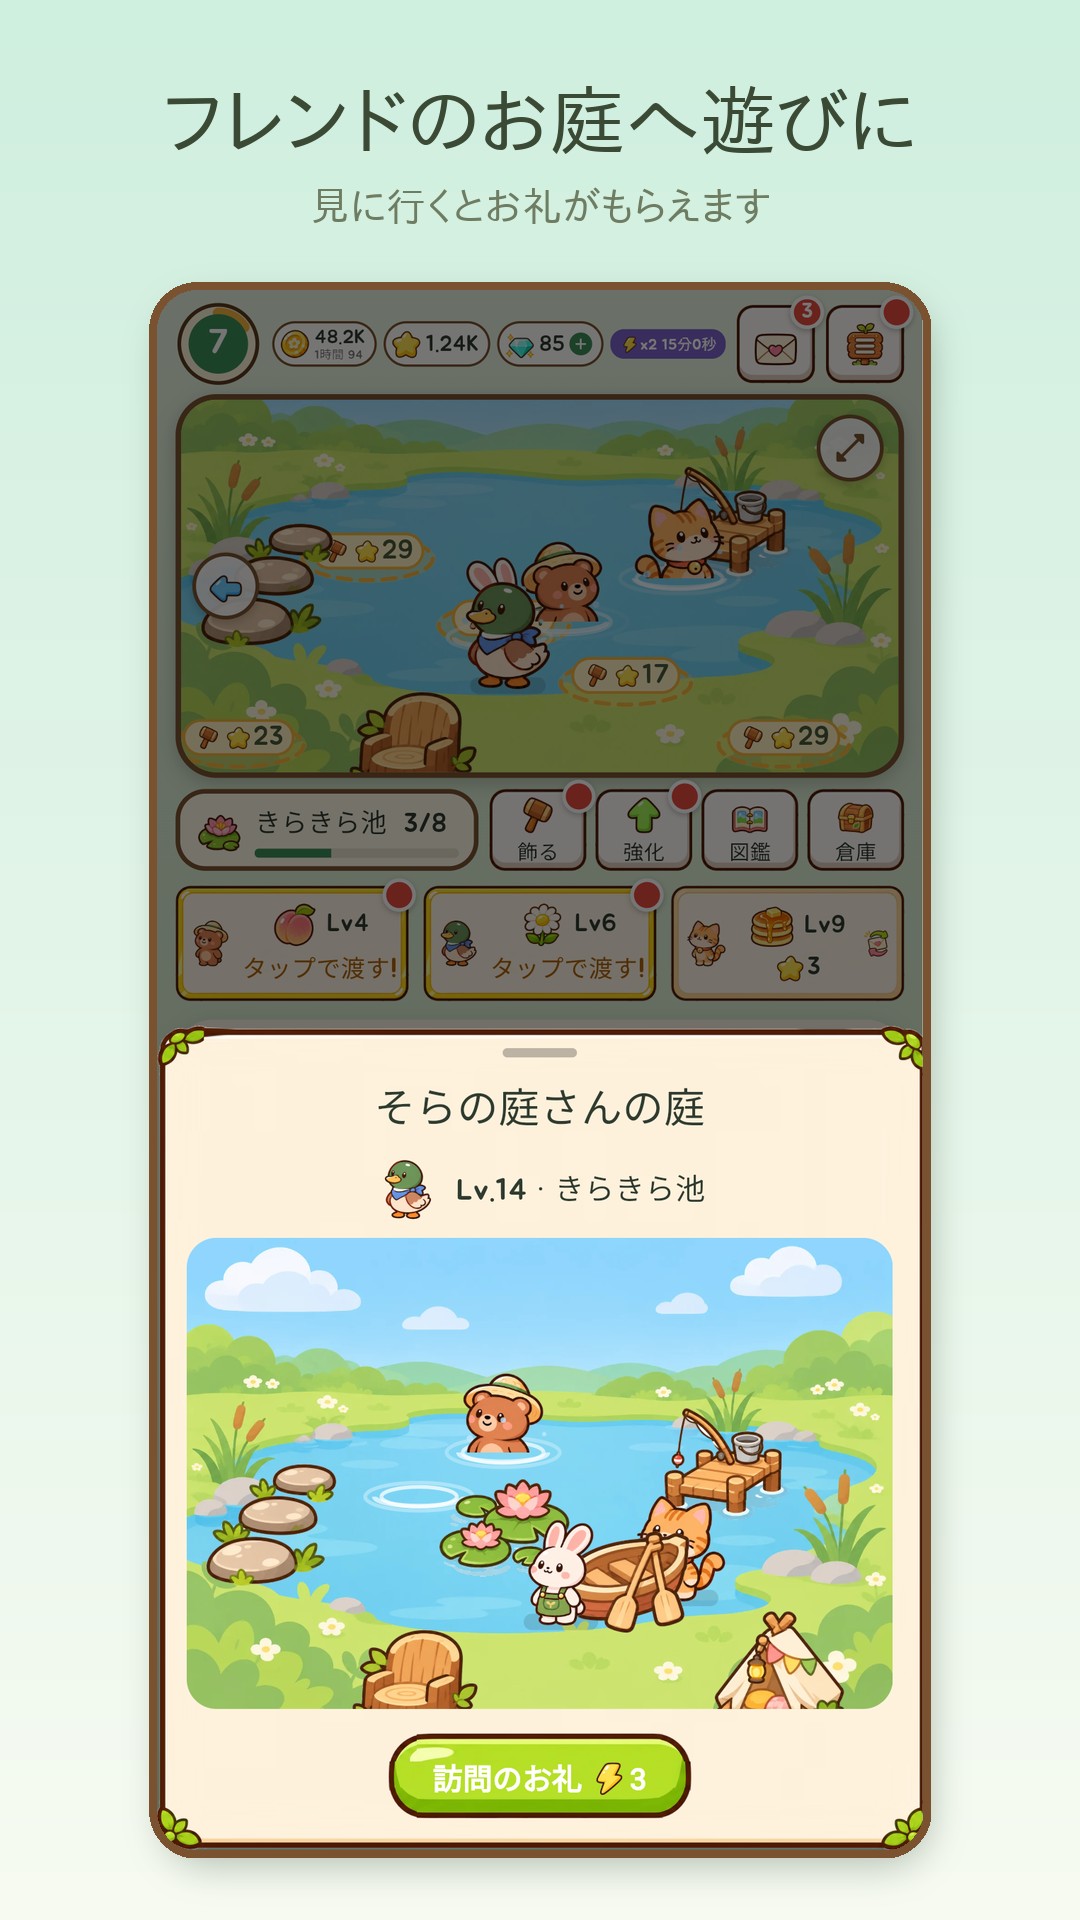 フレンドのお庭へ遊びに
見に行くとお礼がもらえます
7
48.2K
1時間 94
1.24K
85
x2 15分0秒
3
29
17
23
29
きらきら池 3/8
飾る
強化
図鑑
倉庫
Lv4
タップで渡す!
Lv6
タップで渡す!
Lv9
3
そらの庭さんの庭
Lv.14 · きらきら池
訪問のお礼 3